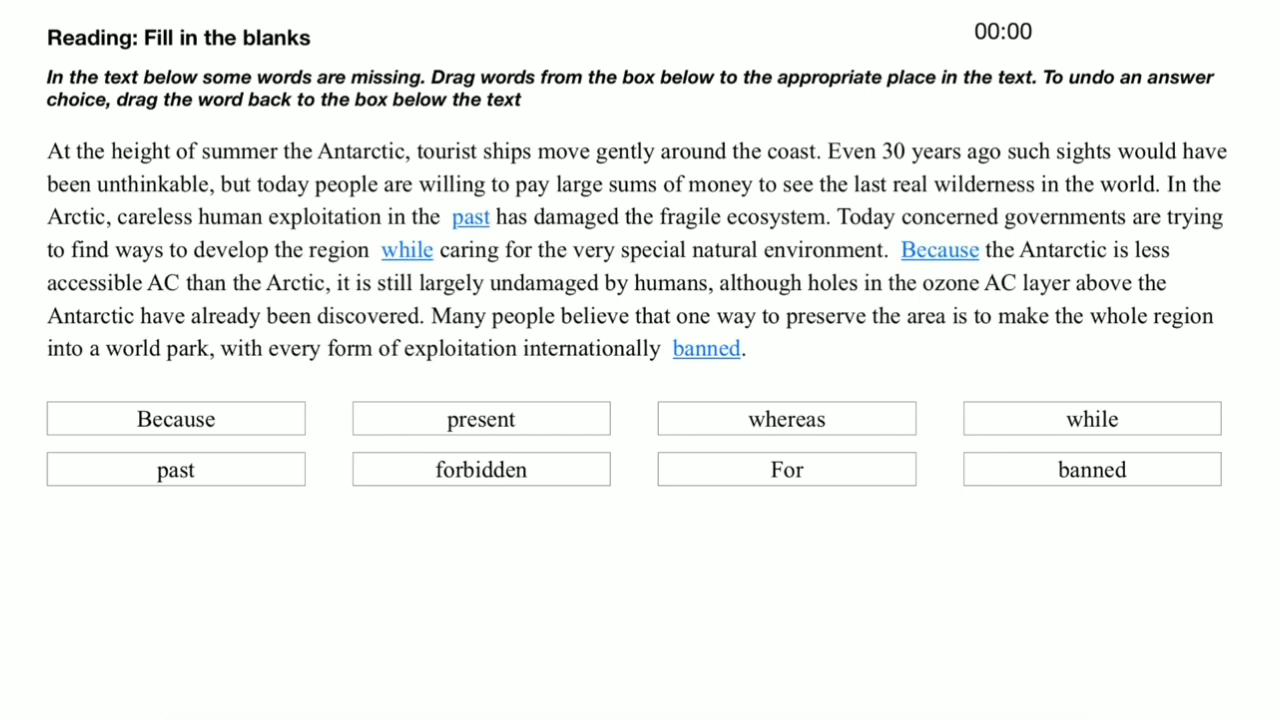 Reading: Fill in the blanks
00:00
In the text below some words are missing. Drag words from the box below to the appropriate place in the text. To undo an answer
choice, drag the word back to the box below the text
At the height of summer the Antarctic, tourist ships move gently around the coast. Even 30 years ago such sights would have
been unthinkable, but today people are willing to pay large sums of money to see the last real wilderness in the world. In the
Arctic, careless human exploitation in the past has damaged the fragile ecosystem. Today concerned governments are trying
to find ways to develop the region while caring for the very special natural environment. Because the Antarctic is less
accessible AC than the Arctic, it is still largely undamaged by humans, although holes in the ozone AC layer above the
Antarctic have already been discovered. Many people believe that one way to preserve the area is to make the whole region
into a world park, with every form of exploitation internationally banned.
Because present whereas while
past forbidden For banned